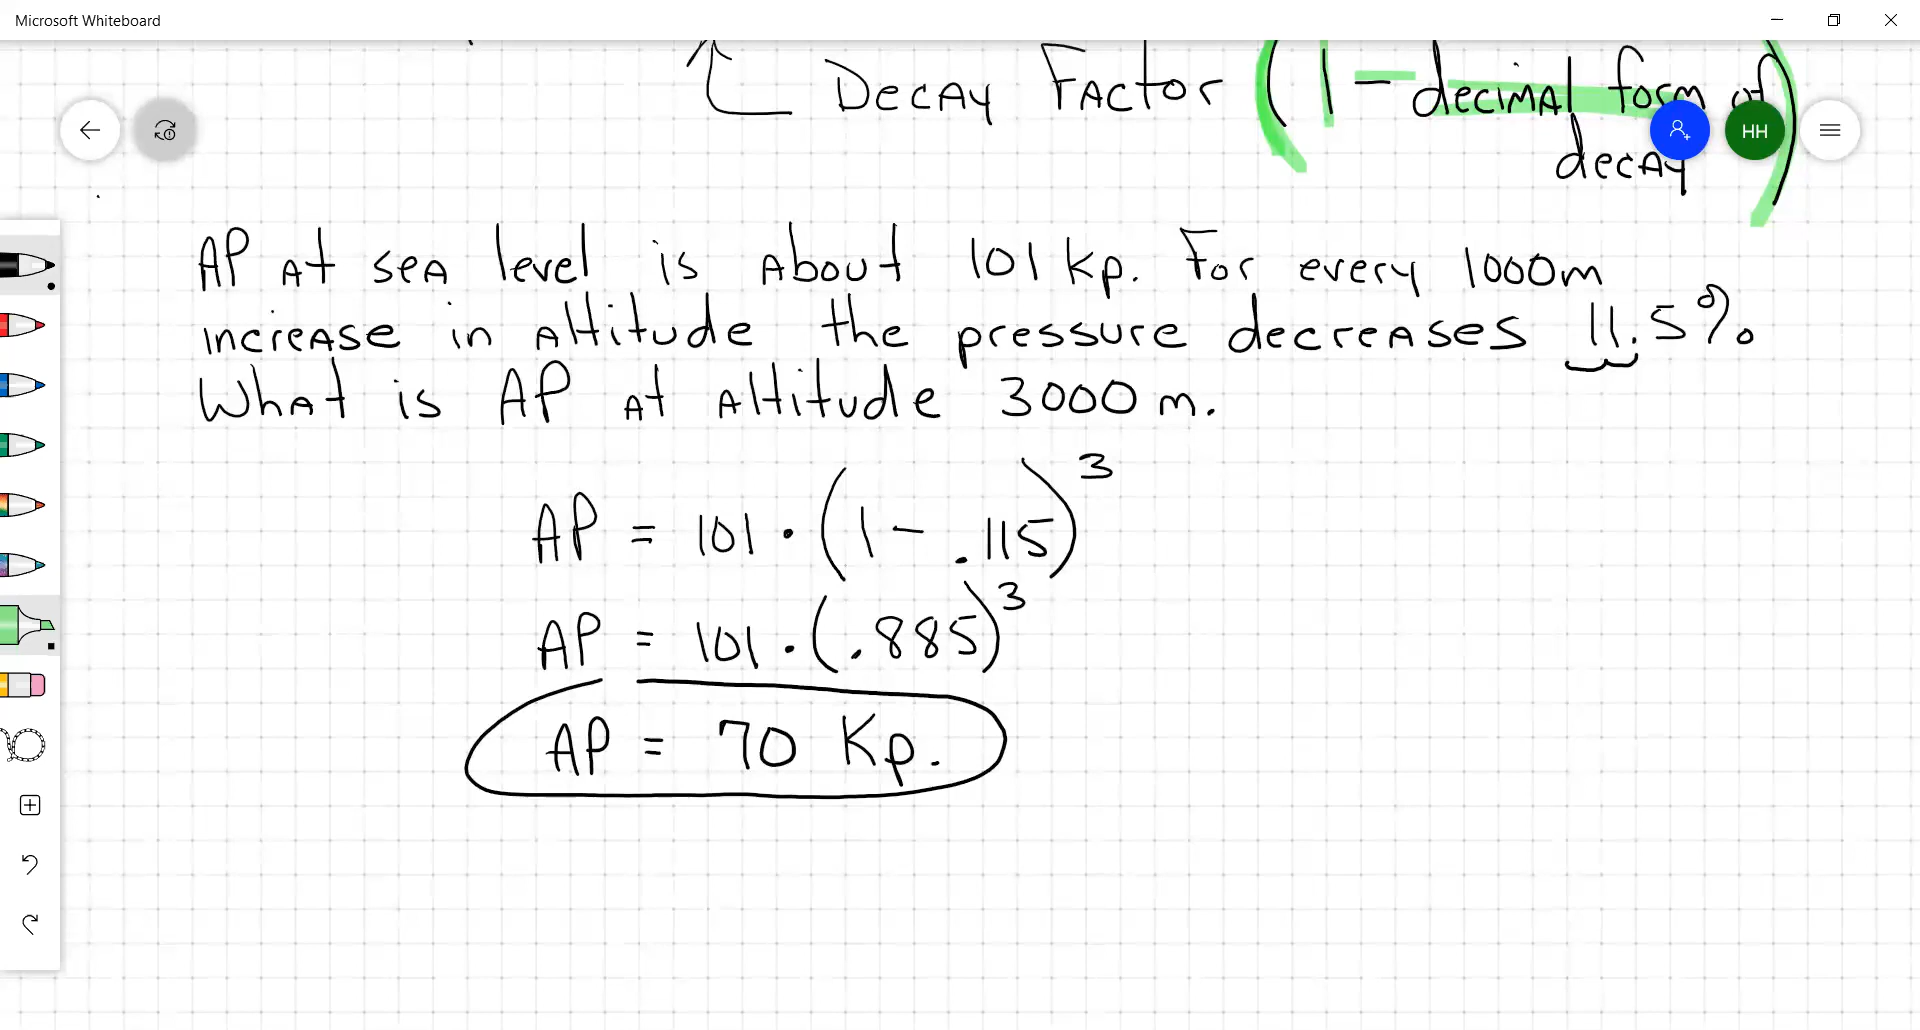 Microsoft Whiteboard
Decay Factor (1 - decimal form of
decay)
HH
AP at sea level is about 101 Kp. For every 1000m
increase in altitude the pressure decreases 11.5%
What is AP at altitude 3000 m.
AP = 101 · (1 - .115)³
AP = 101 · (.885)³
AP = 70 Kp.